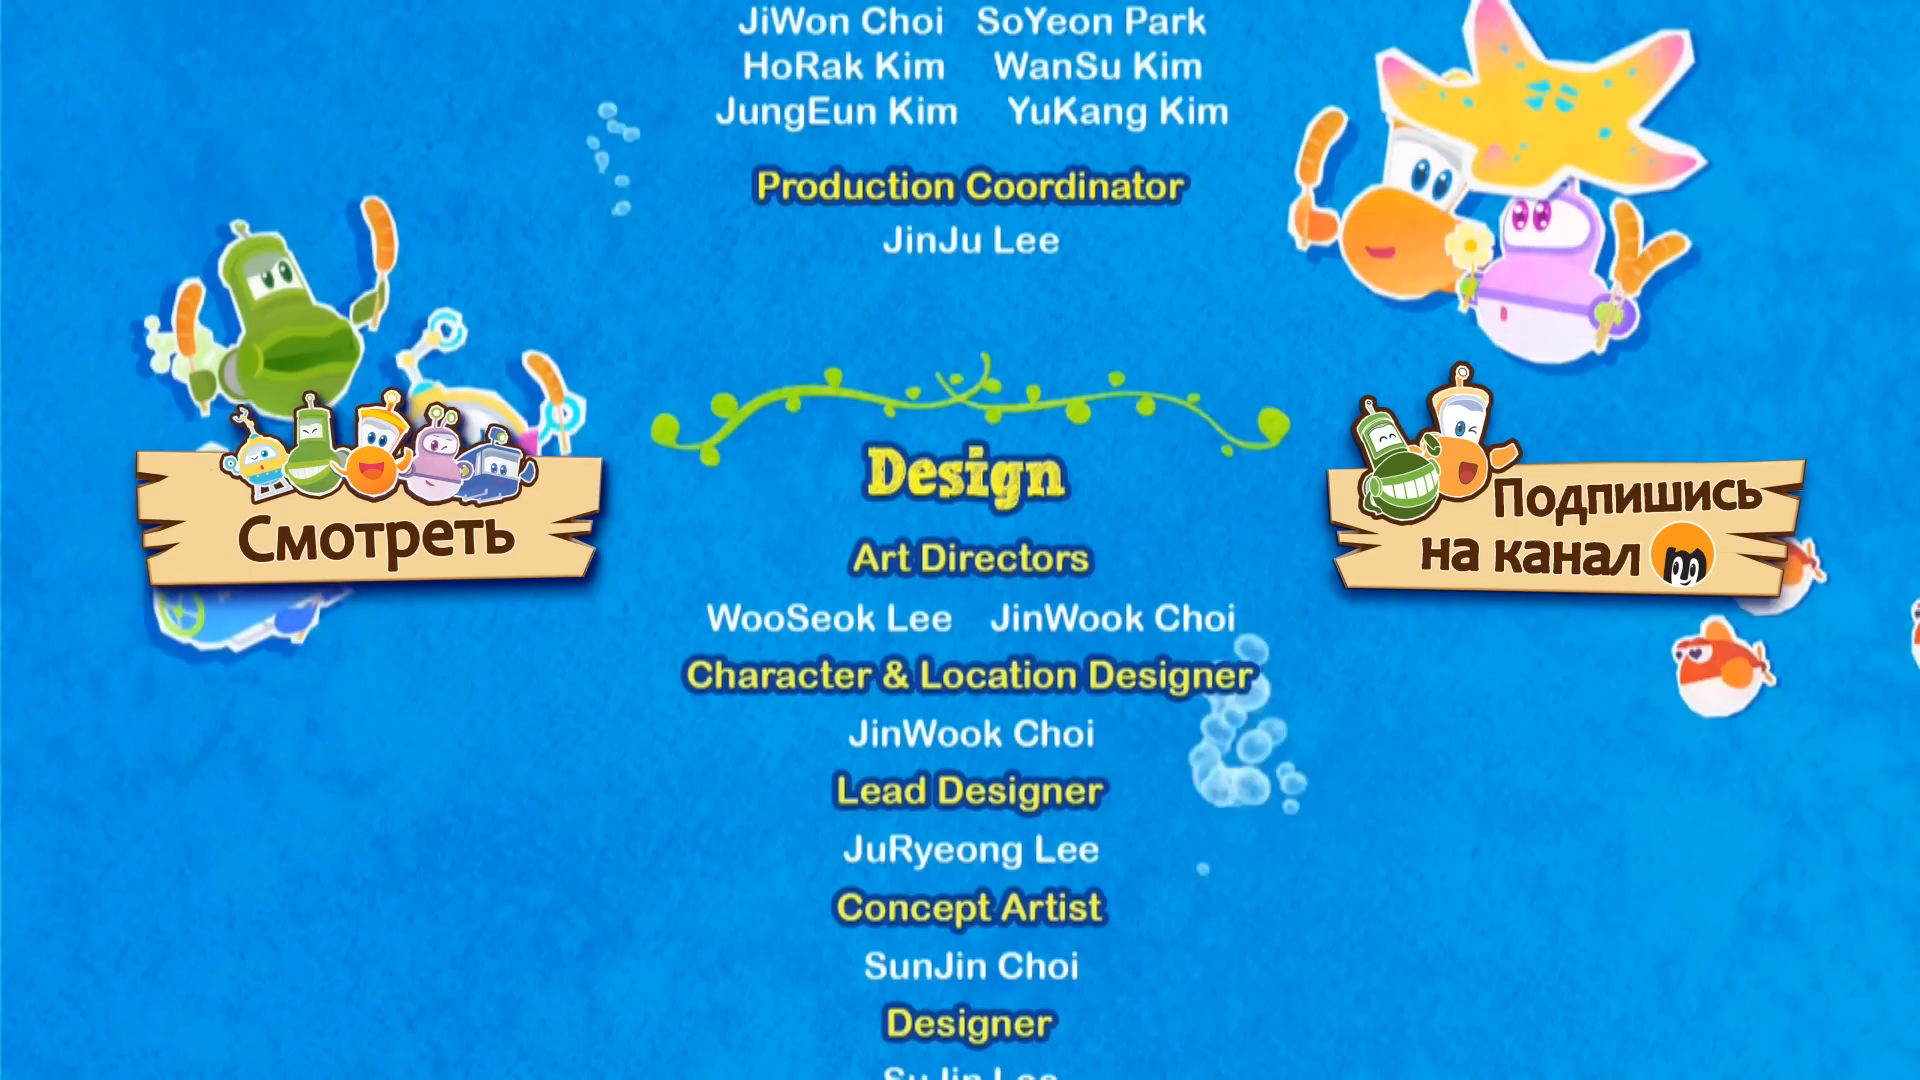 JiWon Choi SoYeon Park
HoRak Kim WanSu Kim
JungEun Kim YuKang Kim
Production Coordinator
JinJu Lee
Design
Смотреть
Подпишись
на канал
Art Directors
WooSeok Lee JinWook Choi
Character & Location Designer
JinWook Choi
Lead Designer
JuRyeong Lee
Concept Artist
SunJin Choi
Designer
SuJin Lee